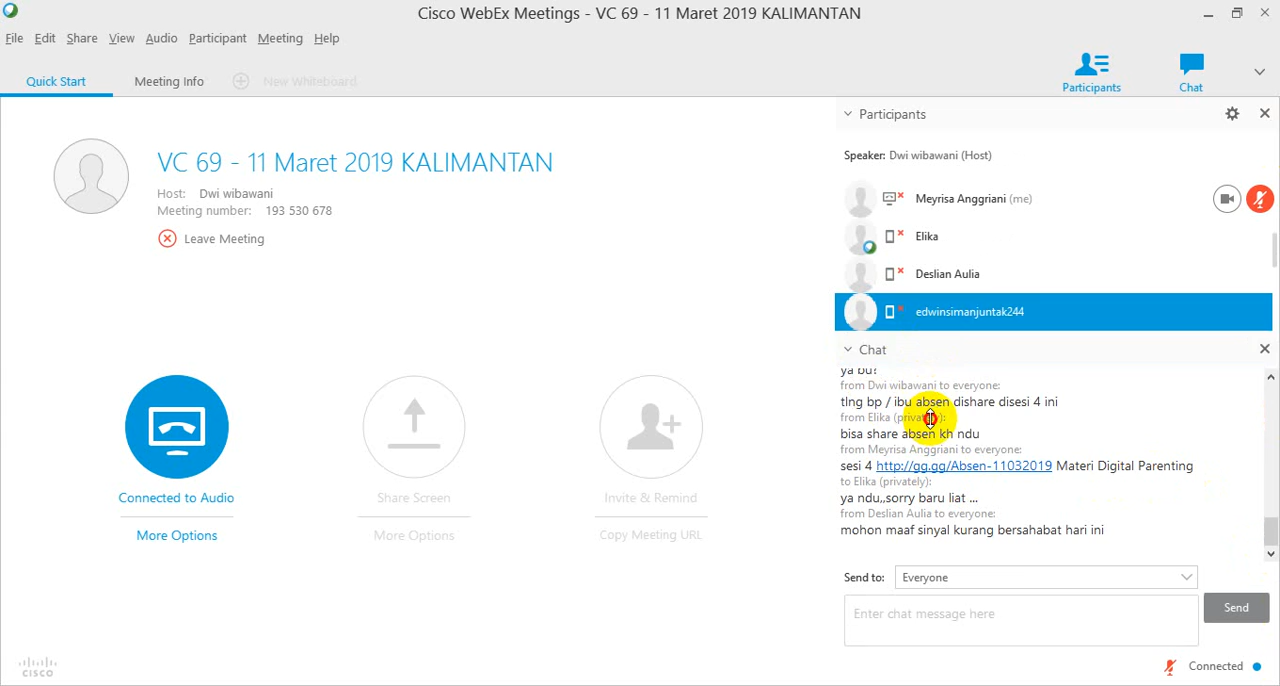 Cisco WebEx Meetings - VC 69 - 11 Maret 2019 KALIMANTAN
File Edit Share View Audio Participant Meeting Help
Quick Start Meeting Info New Whiteboard
Participants Chat
VC 69 - 11 Maret 2019 KALIMANTAN
Host: Dwi wibawani
Meeting number: 193 530 678
Leave Meeting
Connected to Audio
More Options
Share Screen
More Options
Invite & Remind
Copy Meeting URL
cisco
Participants
Speaker: Dwi wibawani (Host)
Meyrisa Anggriani (me)
Elika
Deslian Aulia
edwinsimanjuntak244
Chat
ya bu?
from Dwi wibawani to everyone:
tlng bp / ibu absen dishare disesi 4 ini
from Elika (privately):
bisa share absen kh ndu
from Meyrisa Anggriani to everyone:
sesi 4 http://gg.gg/Absen-11032019 Materi Digital Parenting
to Elika (privately):
ya ndu,,sorry baru liat ...
from Deslian Aulia to everyone:
mohon maaf sinyal kurang bersahabat hari ini
Send to: Everyone
Enter chat message here
Send
Connected